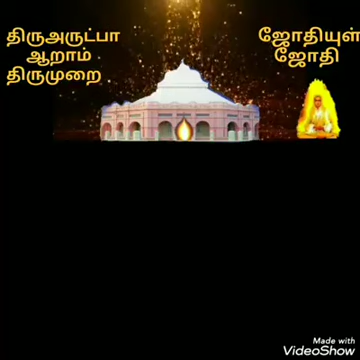 திருஅருட்பா
ஆறாம்
திருமுறை
ஜோதியுள்
ஜோதி
Made with
VideoShow